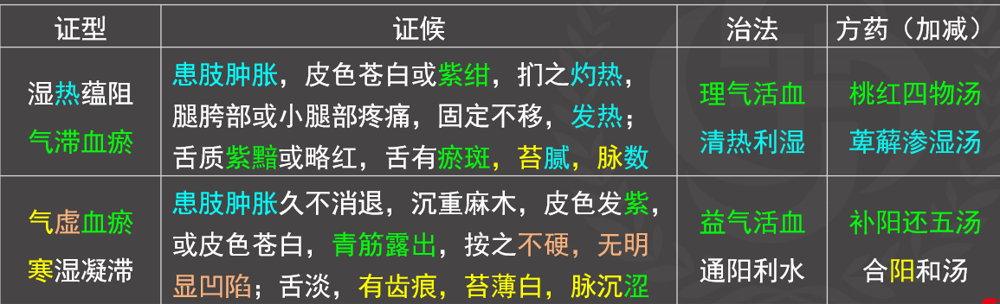 证型 证候 治法 方药（加减）
湿热蕴阻
气滞血瘀
患肢肿胀，皮色苍白或紫绀，扪之灼热，
腿胯部或小腿部疼痛，固定不移，发热；
舌质紫黯或略红，舌有瘀斑，苔腻，脉数
理气活血
清热利湿
桃红四物汤
萆薢渗湿汤
气虚血瘀
寒湿凝滞
患肢肿胀久不消退，沉重麻木，皮色发紫，
或皮色苍白，青筋露出，按之不硬，无明
显凹陷；舌淡，有齿痕，苔薄白，脉沉涩
益气活血
通阳利水
补阳还五汤
合阳和汤